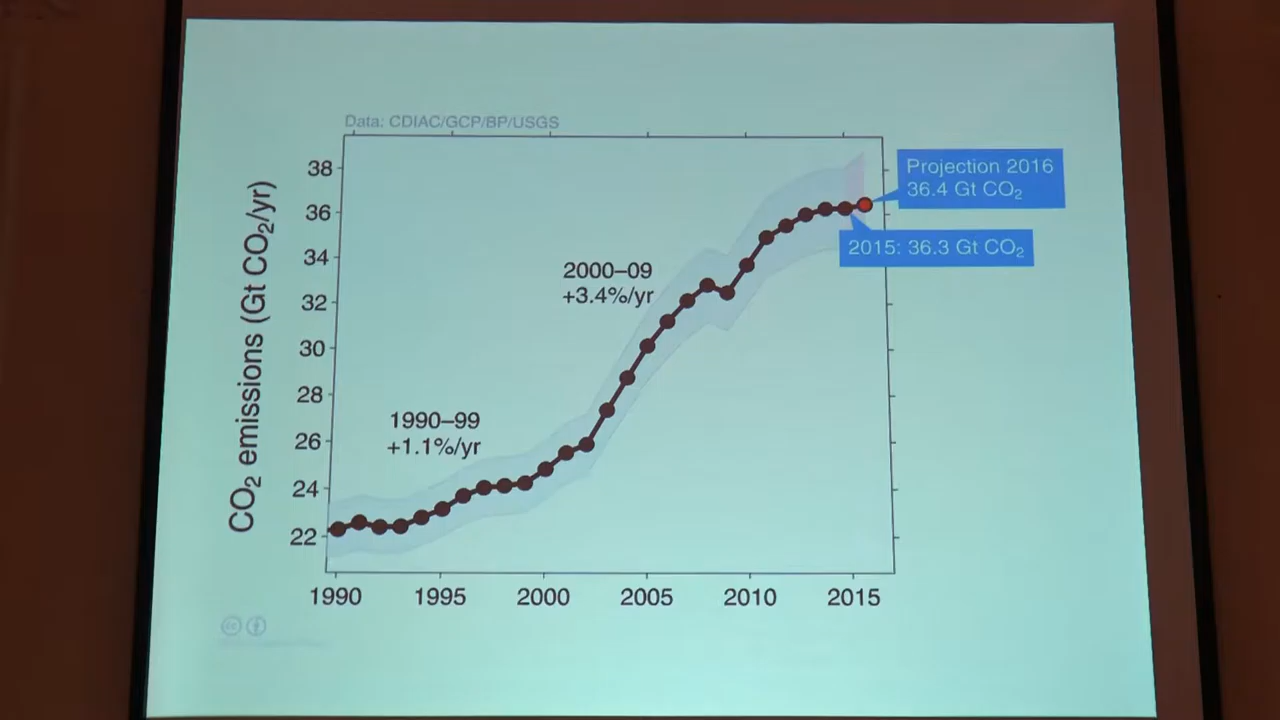 Data: CDIAC/GCP/BP/USGS
CO₂ emissions (Gt CO₂/yr)
38
36
34
32
30
28
26
24
22
Projection 2016
36.4 Gt CO₂
2015: 36.3 Gt CO₂
2000–09
+3.4%/yr
1990–99
+1.1%/yr
1990
1995
2000
2005
2010
2015
cc